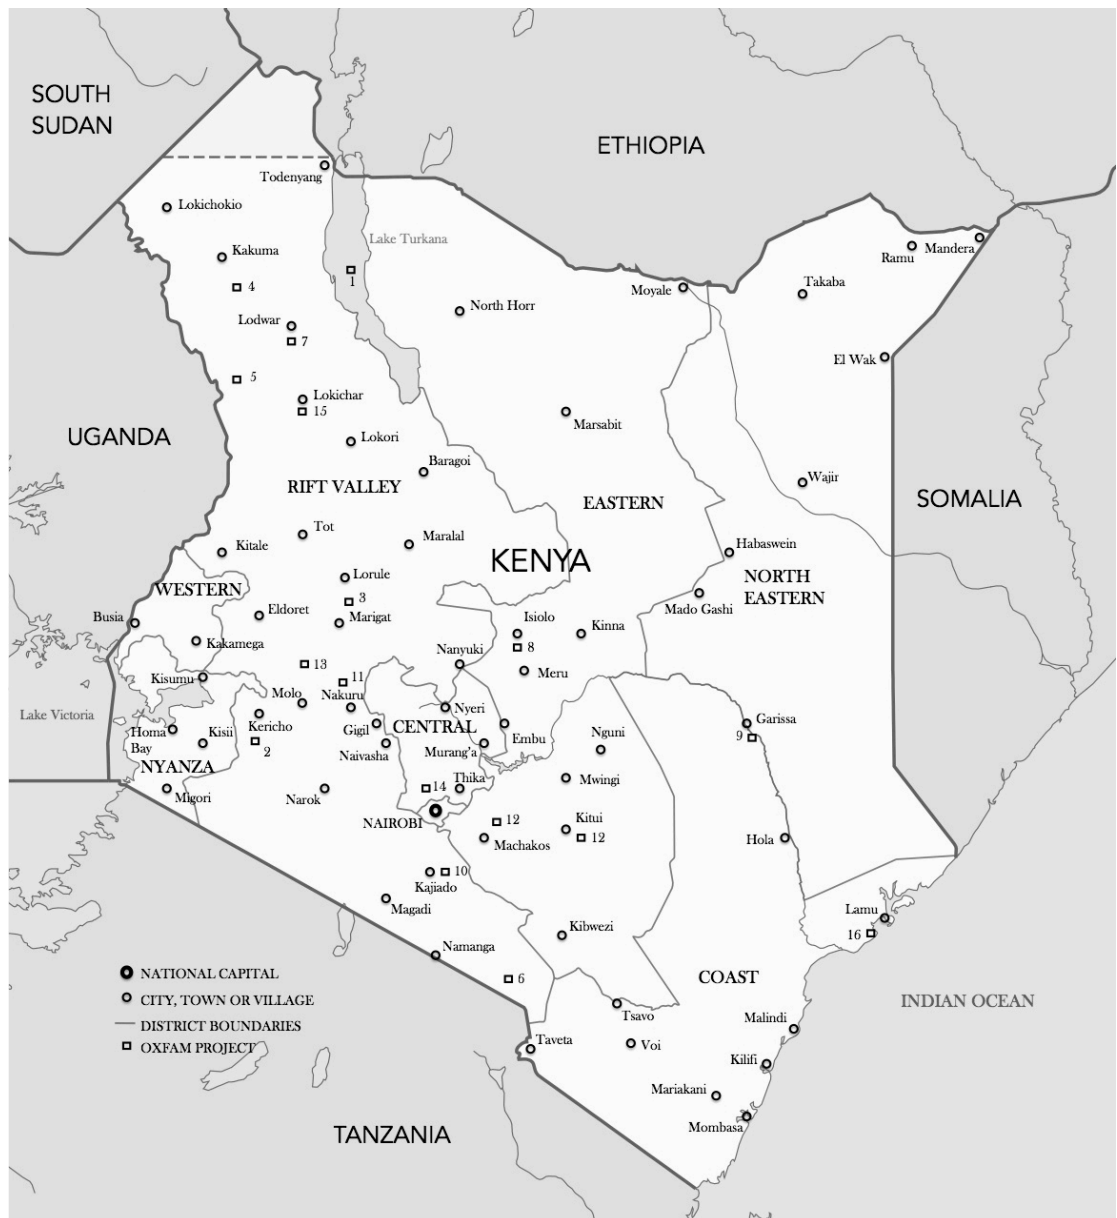 SOUTH
SUDAN
ETHIOPIA
Todenyang
Lokichokio
Lake Turkana
Mandera
Ramu
Kakuma
1
4
Moyale
Takaba
North Horr
Lodwar
7
El Wak
5
Lokichar
15
Marsabit
UGANDA
Lokori
Baragoi
RIFT VALLEY
Wajir
EASTERN
SOMALIA
Tot
Maralal
Kitale
KENYA
Habaswein
WESTERN
Lorule
NORTH
EASTERN
3
Mado Gashi
Busia
Eldoret
Marigat
Isiolo
Kinna
Kakamega
8
Nanyuki
13
Meru
Kisumu
11
Molo
Nakuru
Nyeri
Lake Victoria
Kericho
Gigil
CENTRAL
Garissa
Homa
Bay
Kisii
2
Naivasha
Murang'a
Embu
Nguni
9
NYANZA
Migori
Narok
14
Thika
Mwingi
NAIROBI
12
Kitui
Machakos
12
Hola
10
Kajiado
Magadi
Lamu
16
Kibwezi
Namanga
6
COAST
NATIONAL CAPITAL
CITY, TOWN OR VILLAGE
DISTRICT BOUNDARIES
OXFAM PROJECT
INDIAN OCEAN
Tsavo
Malindi
Taveta
Voi
Kilifi
Mariakani
Mombasa
TANZANIA